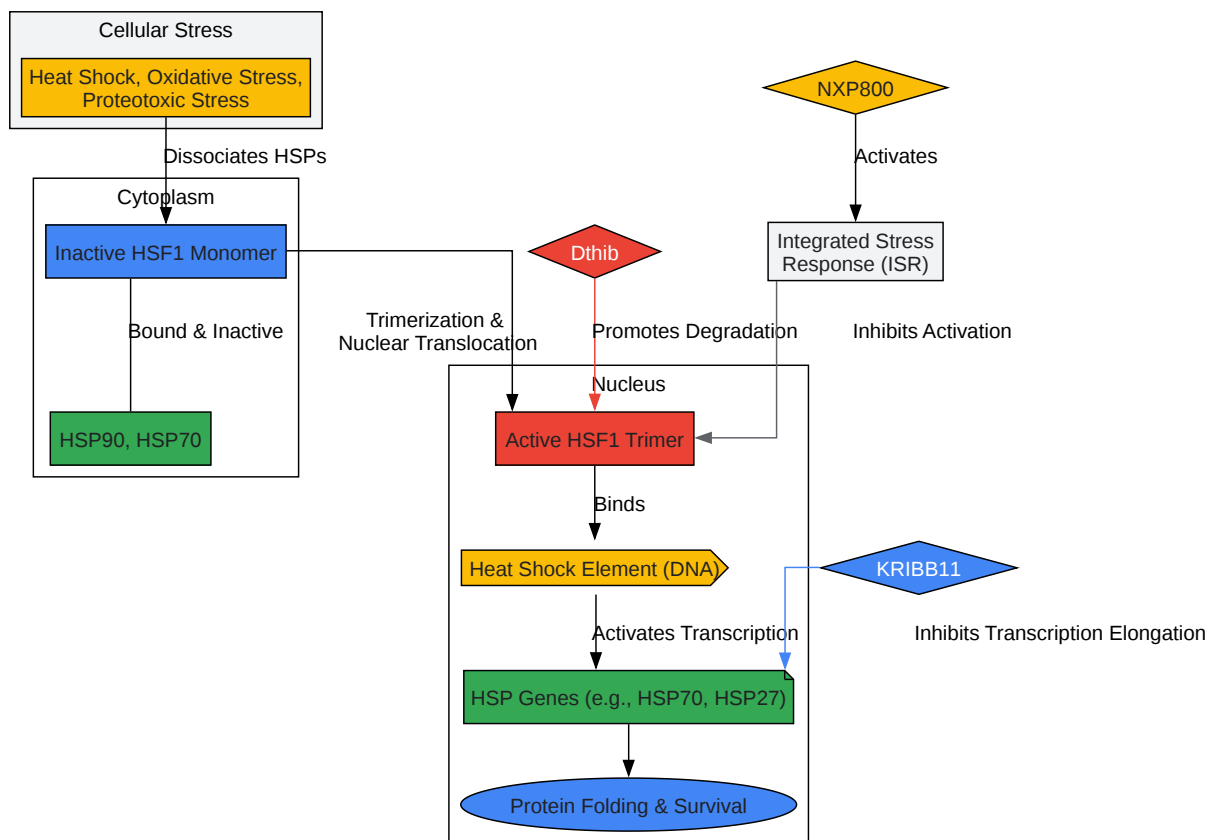 Cellular Stress
Heat Shock, Oxidative Stress,
Proteotoxic Stress
NXP800
Dissociates HSPs
Activates
Cytoplasm
Inactive HSF1 Monomer
Dthib
Integrated Stress
Response (ISR)
Bound & Inactive
Trimerization &
Nuclear Translocation
Promotes Degradation
Inhibits Activation
Nucleus
HSP90, HSP70
Active HSF1 Trimer
Binds
Heat Shock Element (DNA)
KRIBB11
Activates Transcription
Inhibits Transcription Elongation
HSP Genes (e.g., HSP70, HSP27)
Protein Folding & Survival